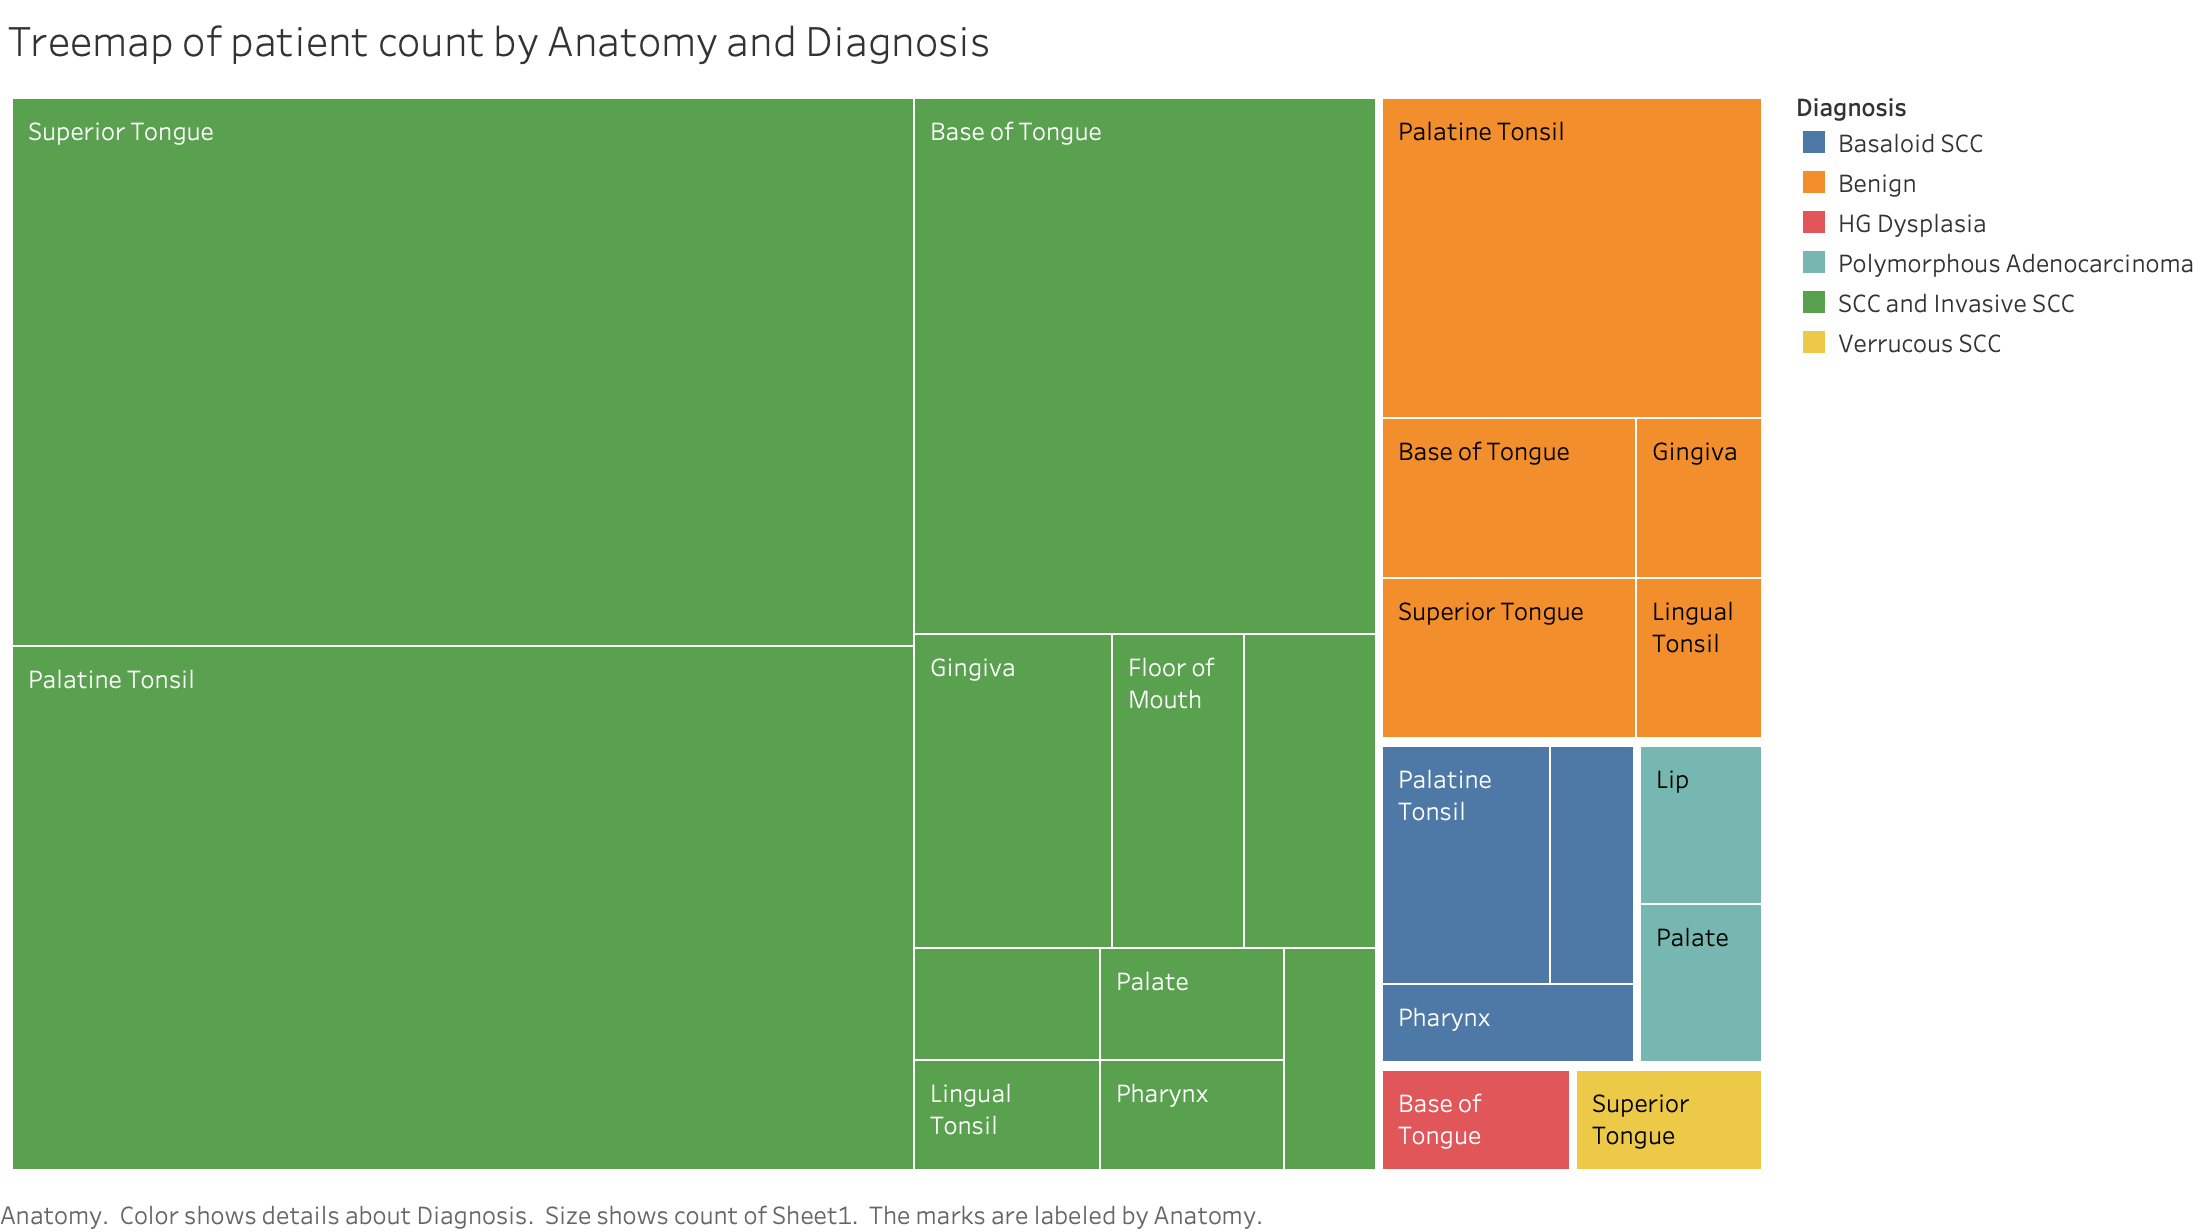 Treemap of patient count by Anatomy and Diagnosis
Superior Tongue
Palatine Tonsil
Base of Tongue
Gingiva
Floor of
Mouth
Palate
Lingual
Tonsil
Pharynx
Palatine Tonsil
Base of Tongue
Gingiva
Superior Tongue
Lingual
Tonsil
Palatine
Tonsil
Pharynx
Lip
Palate
Base of
Tongue
Superior
Tongue
Diagnosis
Basaloid SCC
Benign
HG Dysplasia
Polymorphous Adenocarcinoma
SCC and Invasive SCC
Verrucous SCC
Anatomy.  Color shows details about Diagnosis.  Size shows count of Sheet1.  The marks are labeled by Anatomy.